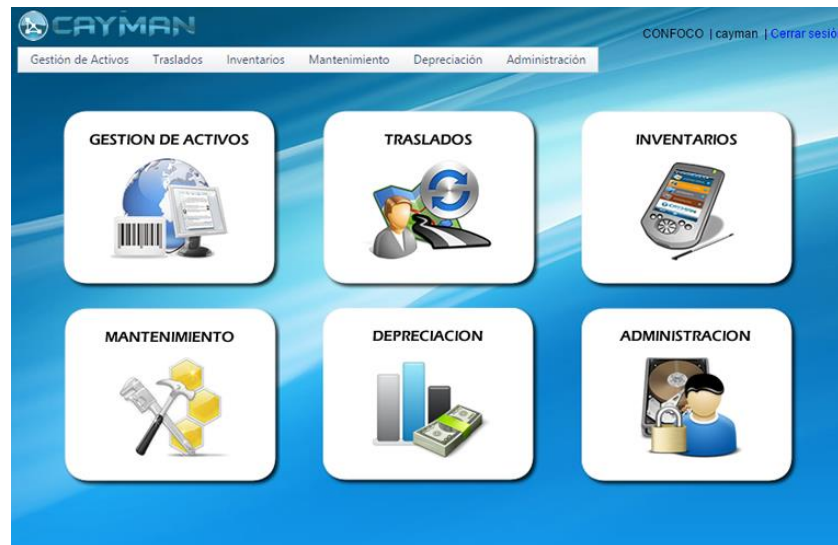 CAYMAN
CONFOCO | cayman | Cerrar sesió
Gestión de Activos Traslados Inventarios Mantenimiento Depreciación Administración
GESTION DE ACTIVOS
TRASLADOS
INVENTARIOS
CAYMAN
MANTENIMIENTO
DEPRECIACION
ADMINISTRACION